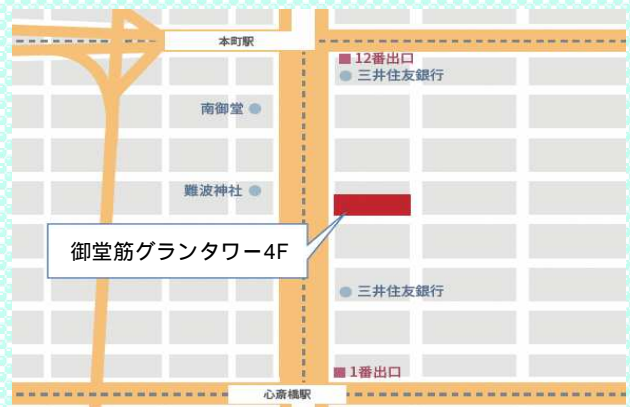 本町駅
12番出口
三井住友銀行
南御堂
難波神社
御堂筋グランタワー4F
三井住友銀行
1番出口
心斎橋駅